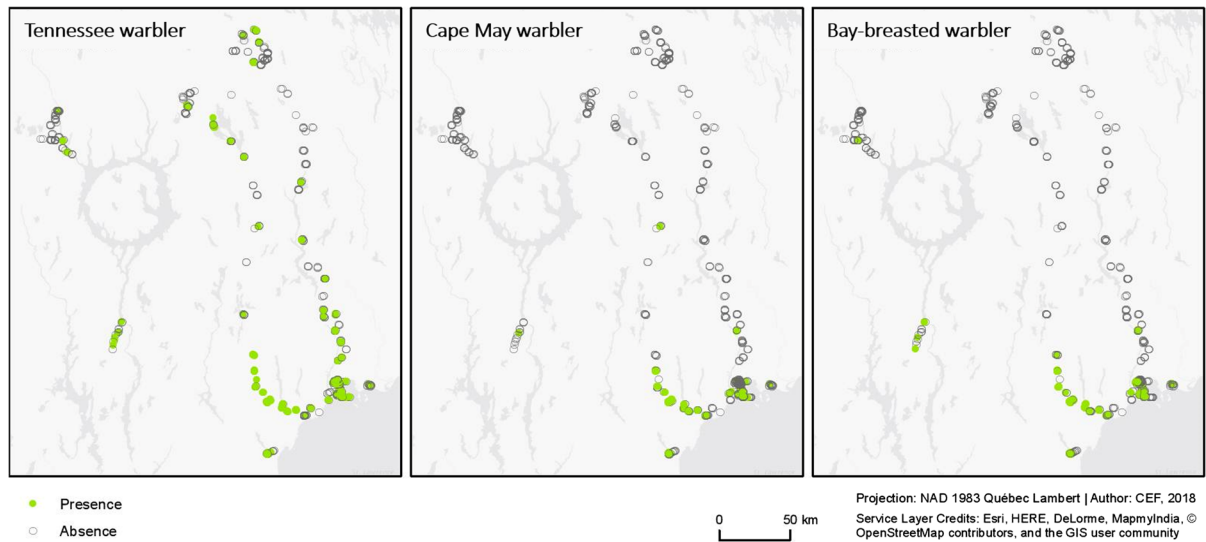 Tennessee warbler
Cape May warbler
Bay-breasted warbler
Presence
Absence
0 50 km
Projection: NAD 1983 Québec Lambert | Author: CEF, 2018
Service Layer Credits: Esri, HERE, DeLorme, MapmyIndia, ©
OpenStreetMap contributors, and the GIS user community